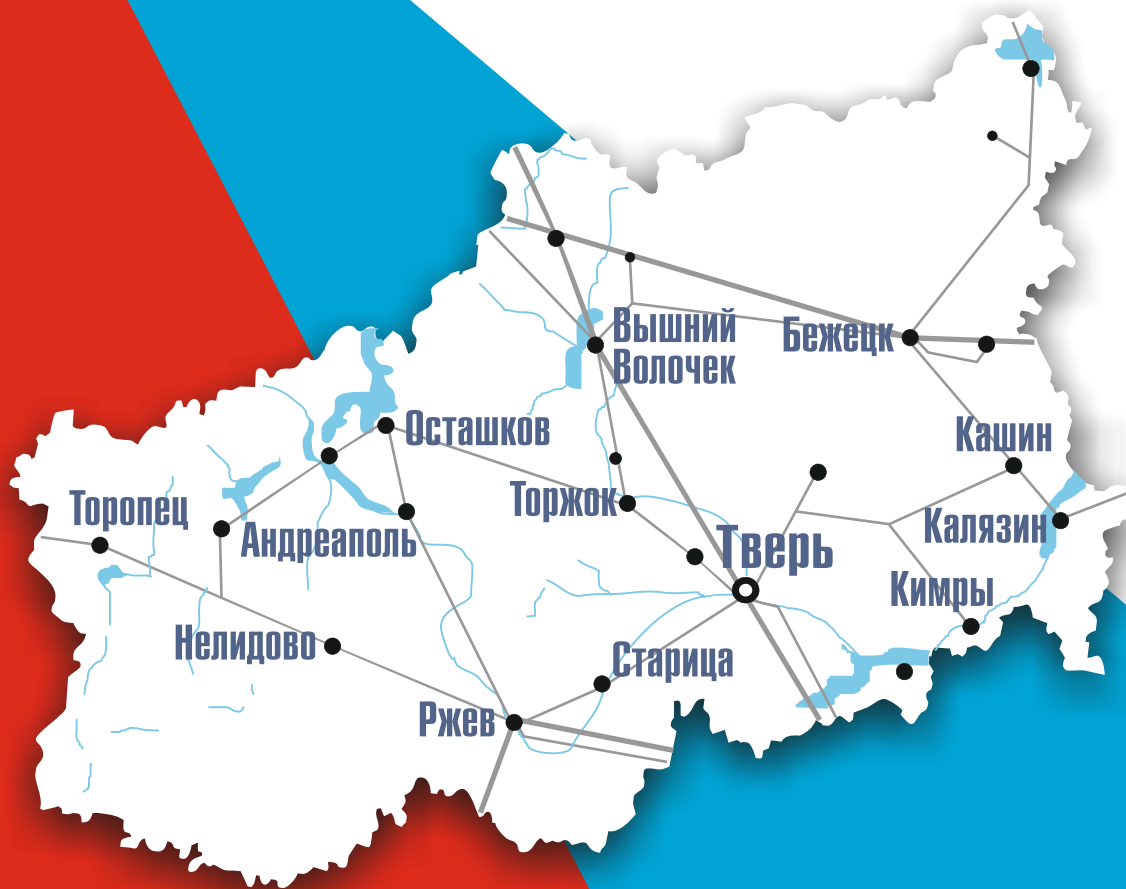 Вышний
Волочек
Бежецк
Осташков
Кашин
Торопец
Торжок
Андреаполь
Тверь
Калязин
Кимры
Нелидово
Старица
Ржев